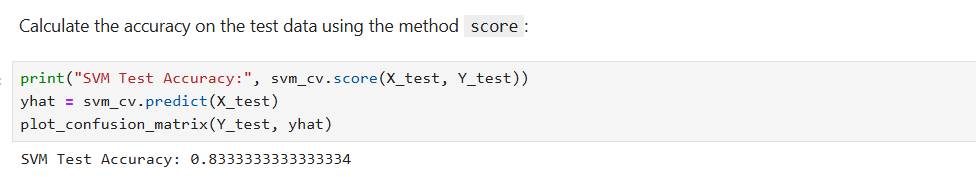 Calculate the accuracy on the test data using the method score :
print("SVM Test Accuracy:", svm_cv.score(X_test, Y_test))
yhat = svm_cv.predict(X_test)
plot_confusion_matrix(Y_test, yhat)
SVM Test Accuracy: 0.8333333333333334